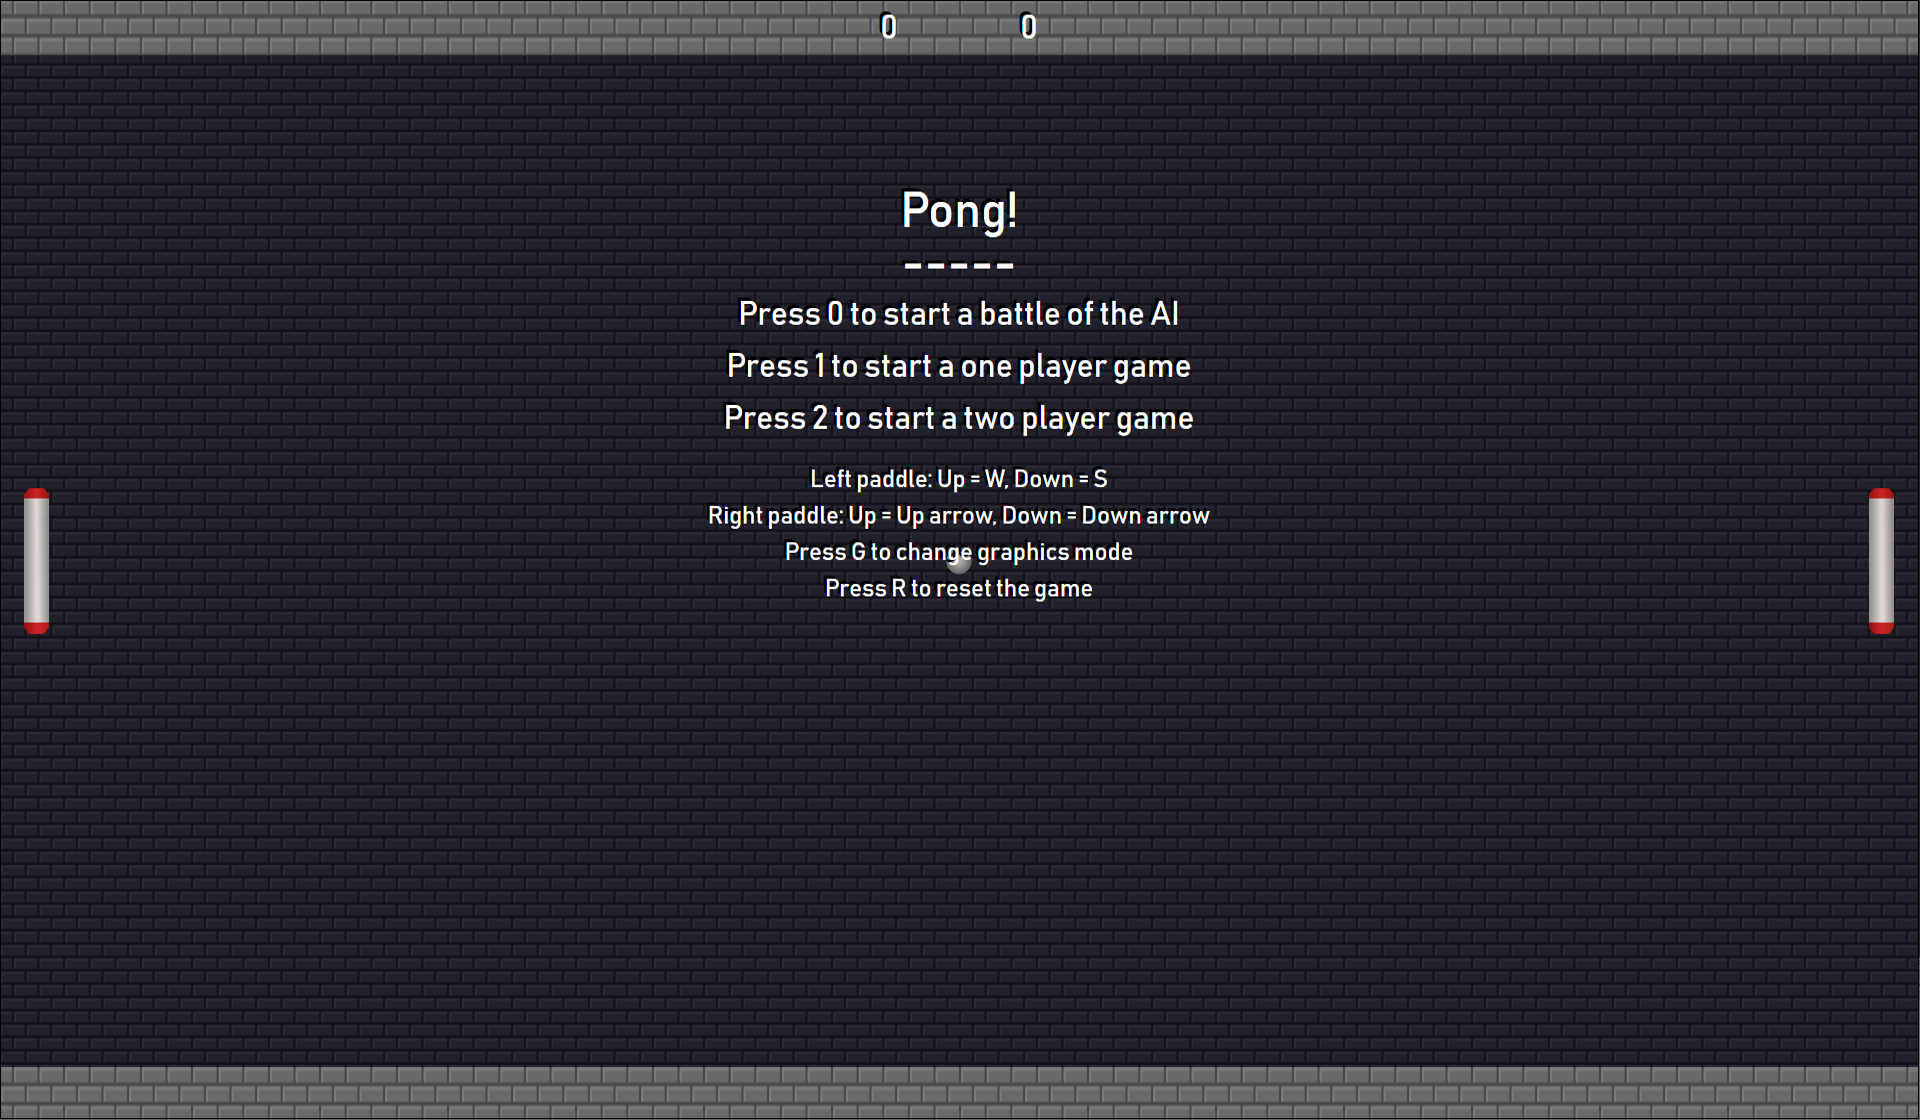 0 0
Pong!
-----
Press 0 to start a battle of the AI
Press 1 to start a one player game
Press 2 to start a two player game
Left paddle: Up = W, Down = S
Right paddle: Up = Up arrow, Down = Down arrow
Press G to change graphics mode
Press R to reset the game